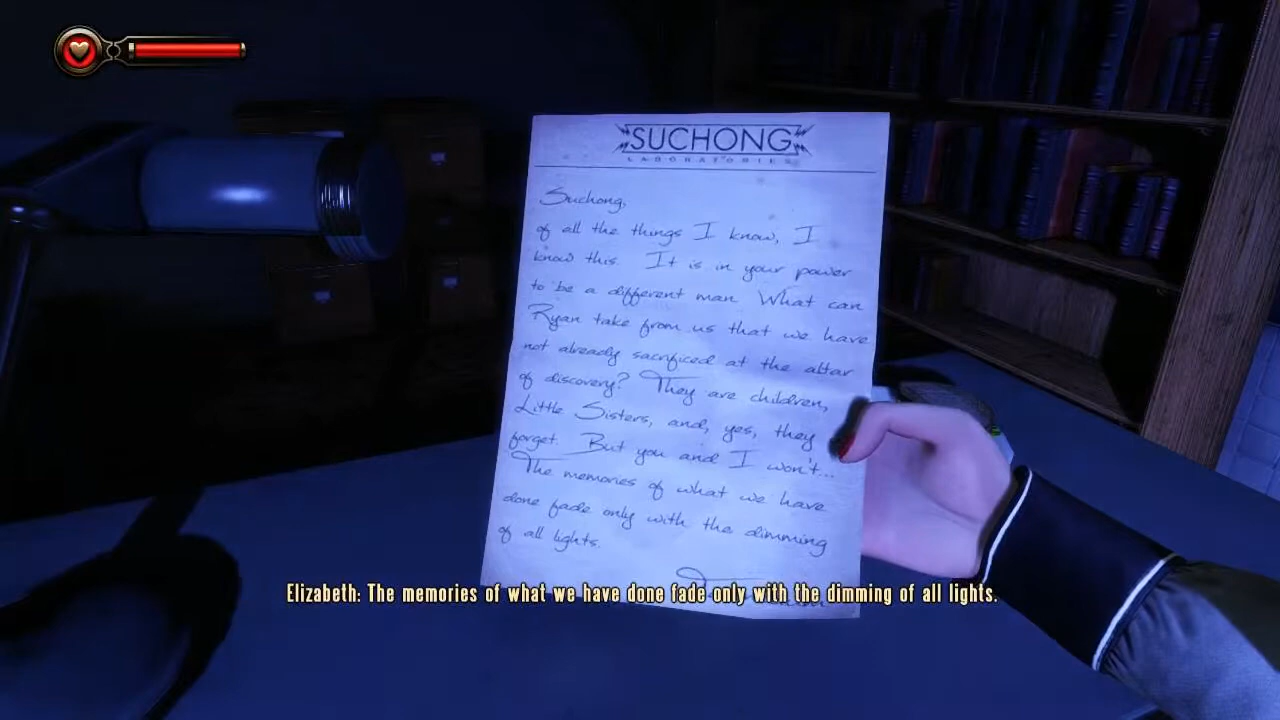 SUCHONG
LABORATORIES
Suchong,
of all the things I know, I
know this. It is in your power
to be a different man. What can
Ryan take from us that we have
not already sacrificed at the altar
of discovery? They are children,
Little Sisters, and, yes, they
forget. But you and I won't...
The memories of what we have
done fade only with the dimming
of all lights.
Elizabeth: The memories of what we have done fade only with the dimming of all lights.